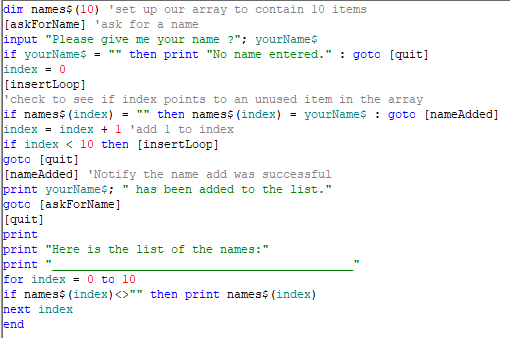 dim names$(10) 'set up our array to contain 10 items
[askForName] 'ask for a name
input "Please give me your name ?"; yourName$
if yourName$ = "" then print "No name entered." : goto [quit]
index = 0
[insertLoop]
'check to see if index points to an unused item in the array
if names$(index) = "" then names$(index) = yourName$ : goto [nameAdded]
index = index + 1 'add 1 to index
if index < 10 then [insertLoop]
goto [quit]
[nameAdded] 'Notify the name add was successful
print yourName$; " has been added to the list."
goto [askForName]
[quit]
print
print "Here is the list of the names:"
print "___________________________________________"
for index = 0 to 10
if names$(index)<>"" then print names$(index)
next index
end